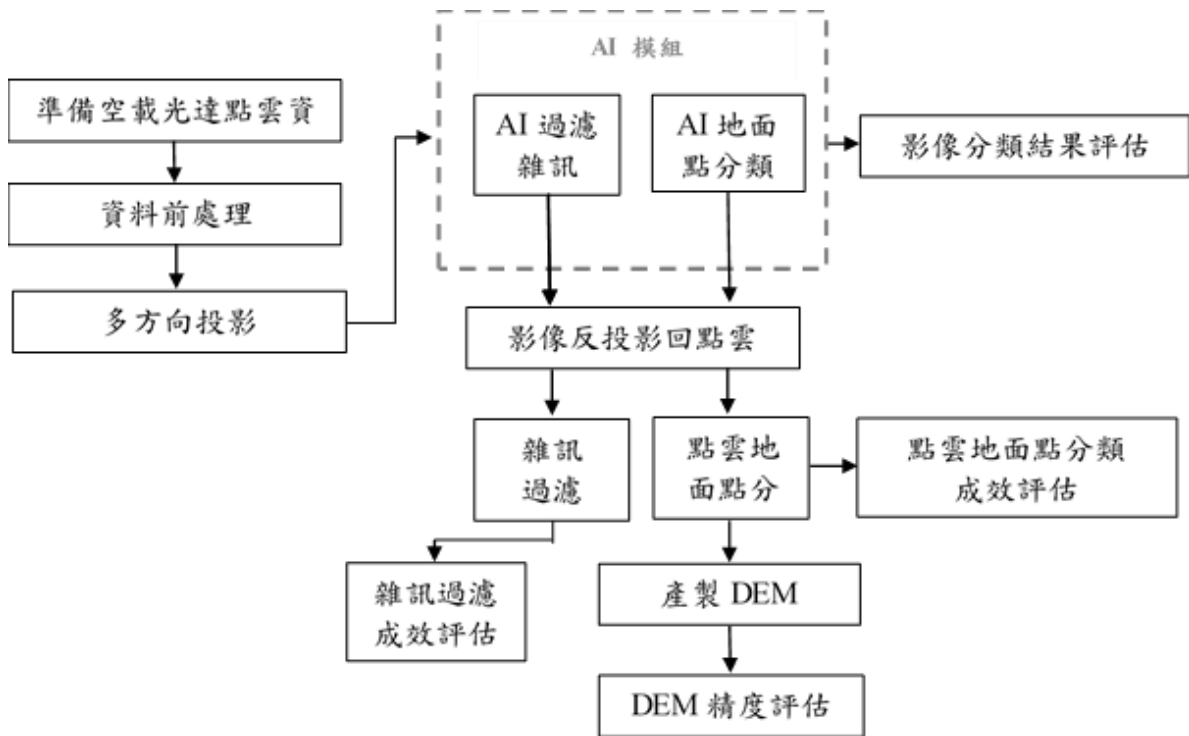 AI 模組
準備空載光達點雲資
資料前處理
多方向投影
AI 過濾
雜訊
AI 地面
點分類
影像分類結果評估
影像反投影回點雲
雜訊
過濾
點雲地
面點分
點雲地面點分類
成效評估
雜訊過濾
成效評估
產製 DEM
DEM 精度評估